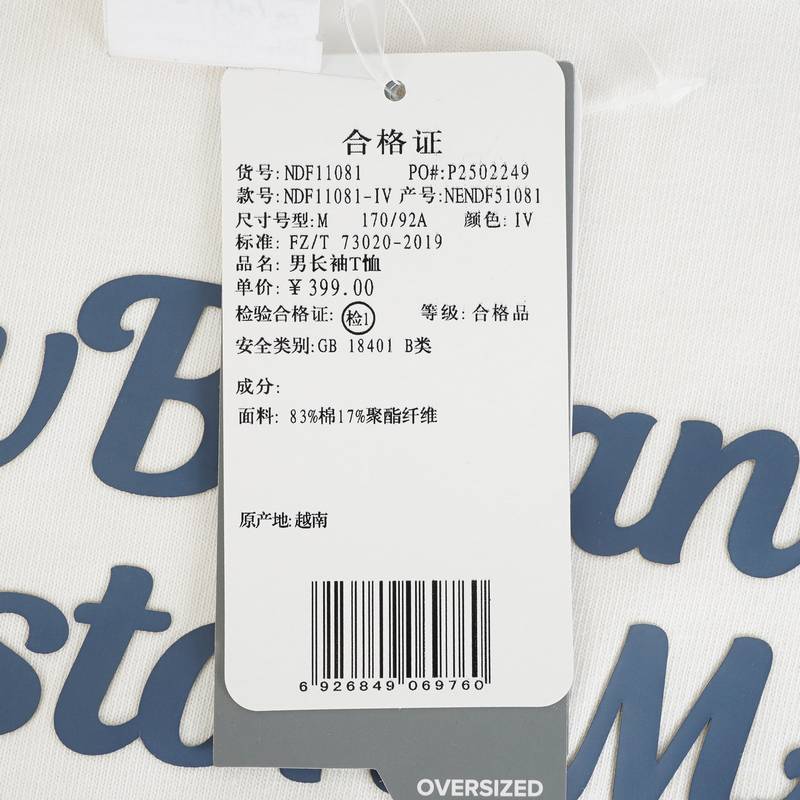 合格证
货号: NDF11081 PO#:P2502249
款号:NDF11081-IV 产号:NENDF51081
尺寸号型:M 170/92A 颜色: IV
标准: FZ/T 73020-2019
品名: 男长袖T恤
单价: ¥ 399.00
检验合格证: 检1 等级: 合格品
安全类别:GB 18401 B类
成分:
面料: 83%棉17%聚酯纤维
原产地:越南
6 926849 069760
OVERSIZED